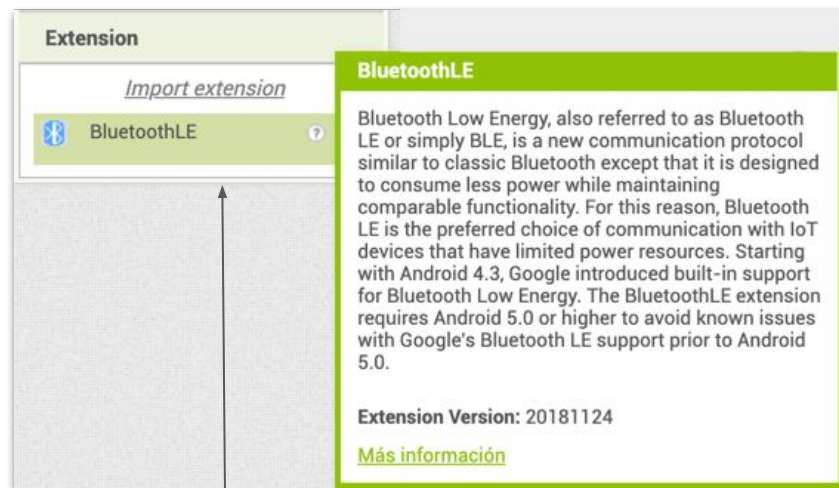 Extension
Import extension
BluetoothLE
?
BluetoothLE
Bluetooth Low Energy, also referred to as Bluetooth
LE or simply BLE, is a new communication protocol
similar to classic Bluetooth except that it is designed
to consume less power while maintaining
comparable functionality. For this reason, Bluetooth
LE is the preferred choice of communication with IoT
devices that have limited power resources. Starting
with Android 4.3, Google introduced built-in support
for Bluetooth Low Energy. The BluetoothLE extension
requires Android 5.0 or higher to avoid known issues
with Google's Bluetooth LE support prior to Android
5.0.
Extension Version: 20181124
Más información